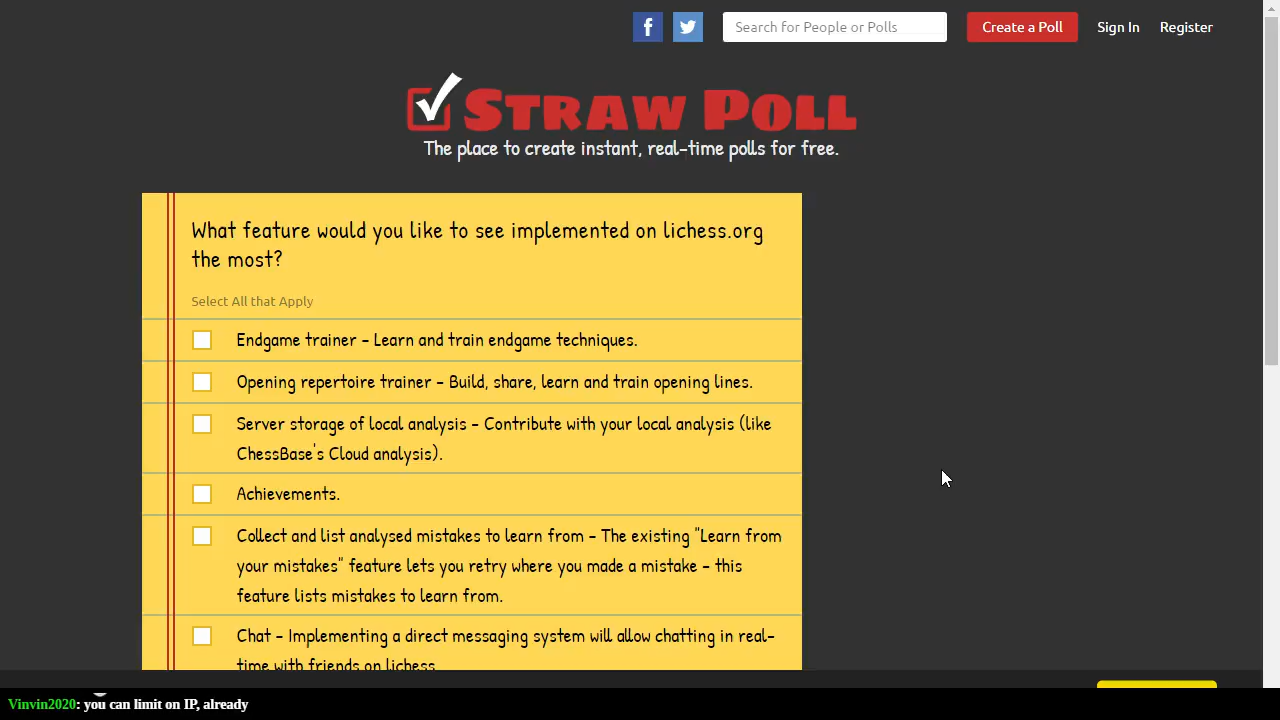 Search for People or Polls
Create a Poll
Sign In
Register
STRAW POLL
The place to create instant, real-time polls for free.
What feature would you like to see implemented on lichess.org
the most?
Select All that Apply
Endgame trainer - Learn and train endgame techniques.
Opening repertoire trainer - Build, share, learn and train opening lines.
Server storage of local analysis - Contribute with your local analysis (like
ChessBase's Cloud analysis).
Achievements.
Collect and list analysed mistakes to learn from - The existing "Learn from
your mistakes" feature lets you retry where you made a mistake - this
feature lists mistakes to learn from.
Chat - Implementing a direct messaging system will allow chatting in real-
time with friends on lichess.
Vinvin2020: you can limit on IP, already